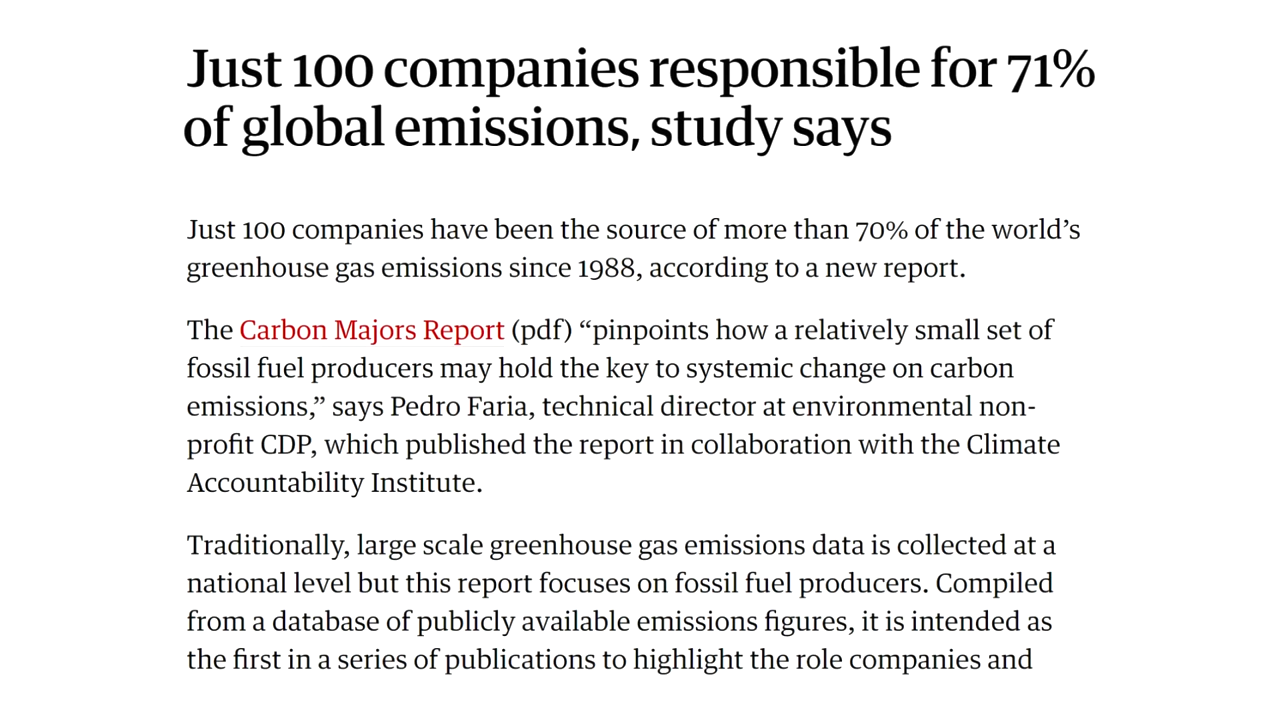 Just 100 companies responsible for 71%
of global emissions, study says
Just 100 companies have been the source of more than 70% of the world’s
greenhouse gas emissions since 1988, according to a new report.
The Carbon Majors Report (pdf) “pinpoints how a relatively small set of
fossil fuel producers may hold the key to systemic change on carbon
emissions,” says Pedro Faria, technical director at environmental non-
profit CDP, which published the report in collaboration with the Climate
Accountability Institute.
Traditionally, large scale greenhouse gas emissions data is collected at a
national level but this report focuses on fossil fuel producers. Compiled
from a database of publicly available emissions figures, it is intended as
the first in a series of publications to highlight the role companies and